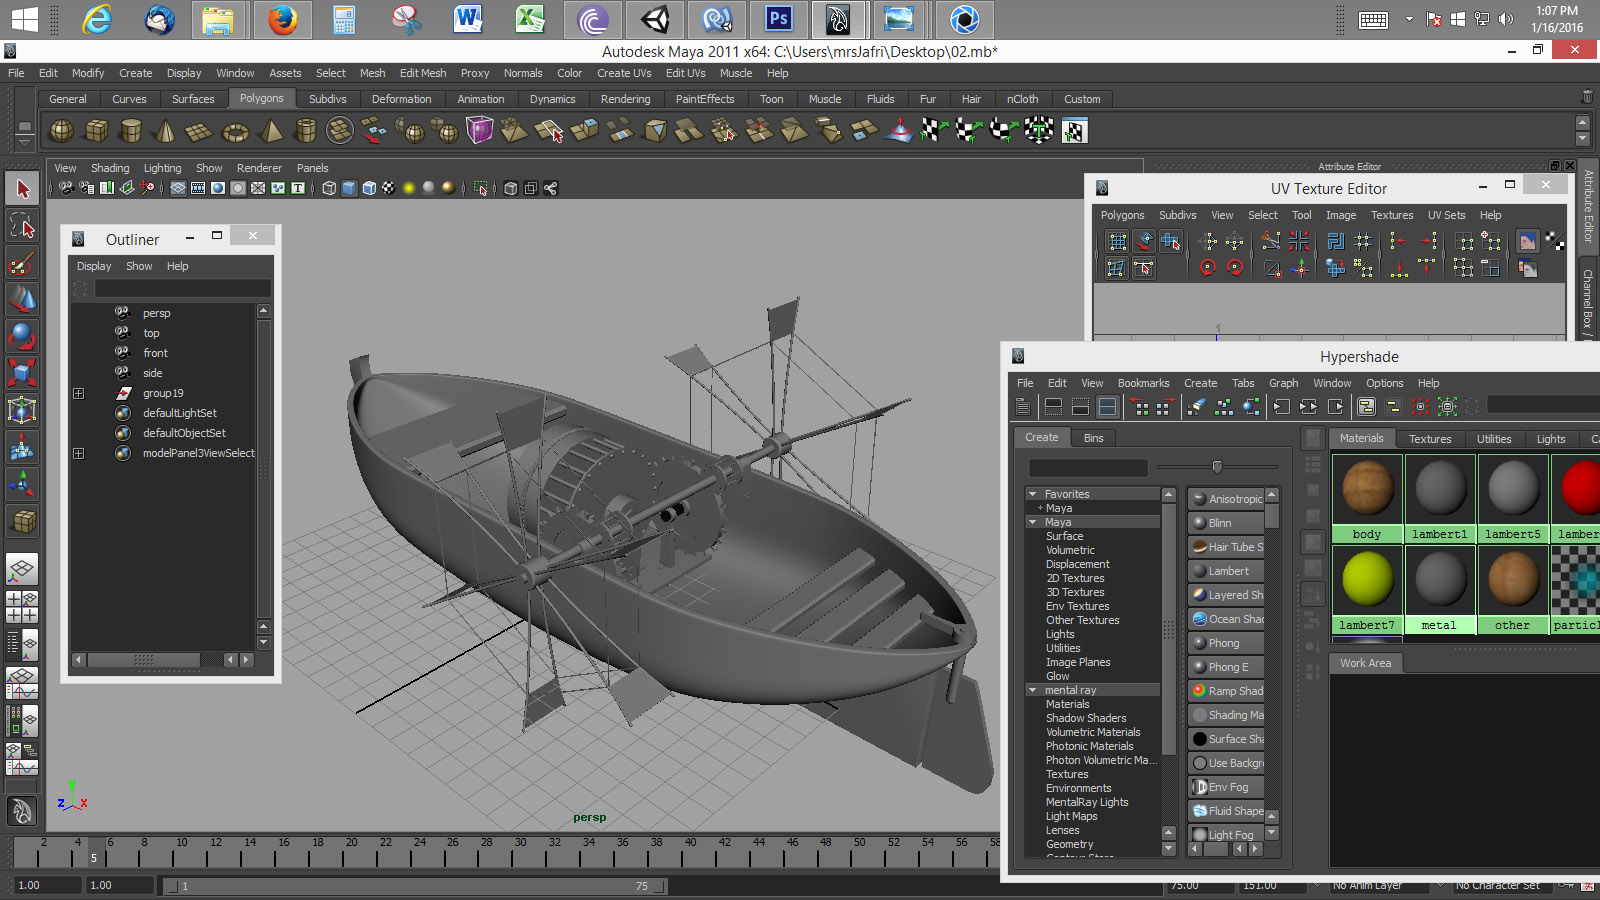 1:07 PM
1/16/2016
Autodesk Maya 2011 x64: C:\Users\mrsJafri\Desktop\02.mb*
File Edit Modify Create Display Window Assets Select Mesh Edit Mesh Proxy Normals Color Create UVs Edit UVs Muscle Help
General Curves Surfaces Polygons Subdivs Deformation Animation Dynamics Rendering PaintEffects Toon Muscle Fluids Fur Hair nCloth Custom
View Shading Lighting Show Renderer Panels
Attribute Editor
Attribute Editor
Channel Box /
Outliner
Display Show Help
persp
top
front
side
group19
defaultLightSet
defaultObjectSet
modelPanel3ViewSelect
UV Texture Editor
Polygons Subdivs View Select Tool Image Textures UV Sets Help
1
Hypershade
File Edit View Bookmarks Create Tabs Graph Window Options Help
Create Bins
Favorites
+ Maya
Maya
Surface
Volumetric
Displacement
2D Textures
3D Textures
Env Textures
Other Textures
Lights
Utilities
Image Planes
Glow
mental ray
Materials
Shadow Shaders
Volumetric Materials
Photonic Materials
Photon Volumetric Ma...
Textures
Environments
MentalRay Lights
Light Maps
Lenses
Geometry
Anisotropic
Blinn
Hair Tube S
Lambert
Layered Sh
Ocean Shad
Phong
Phong E
Ramp Shad
Shading Ma
Surface Sha
Use Backgr
Env Fog
Fluid Shape
Light Fog
Materials Textures Utilities Lights Ca
body lambert1 lambert5 lamber
lambert7 metal other particl
Work Area
y
z x
persp
2 4 6 8 10 12 14 16 18 20 22 24 26 28 30 32 34 36 38 40 42 44 46 48 50 52 54 56 58
5
1.00 1.00 1 75 75.00 151.00 No Anim Layer No Character Set